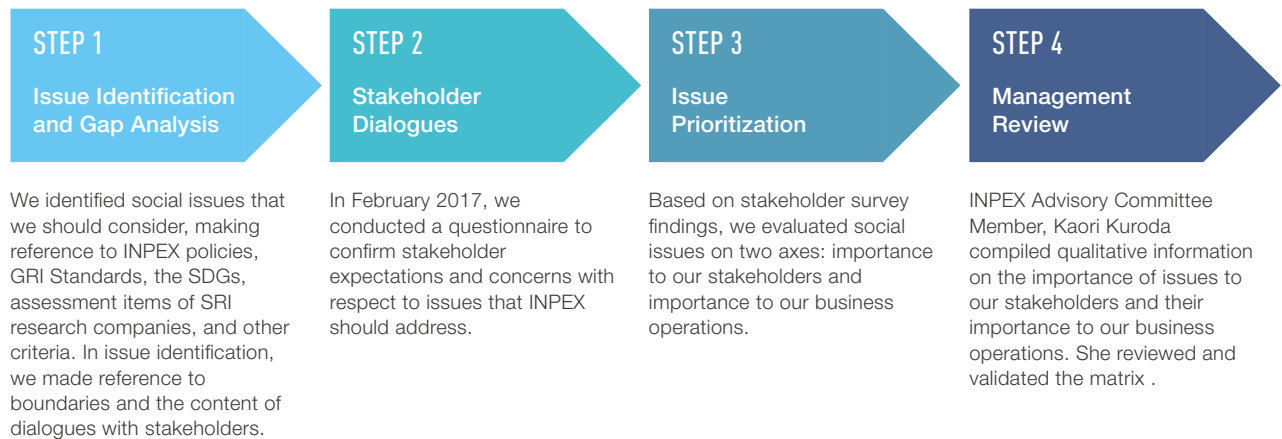 STEP 1
Issue Identification
and Gap Analysis
We identified social issues that
we should consider, making
reference to INPEX policies,
GRI Standards, the SDGs,
assessment items of SRI
research companies, and other
criteria. In issue identification,
we made reference to
boundaries and the content of
dialogues with stakeholders.
STEP 2
Stakeholder
Dialogues
In February 2017, we
conducted a questionnaire to
confirm stakeholder
expectations and concerns with
respect to issues that INPEX
should address.
STEP 3
Issue
Prioritization
Based on stakeholder survey
findings, we evaluated social
issues on two axes: importance
to our stakeholders and
importance to our business
operations.
STEP 4
Management
Review
INPEX Advisory Committee
Member, Kaori Kuroda
compiled qualitative information
on the importance of issues to
our stakeholders and their
importance to our business
operations. She reviewed and
validated the matrix .